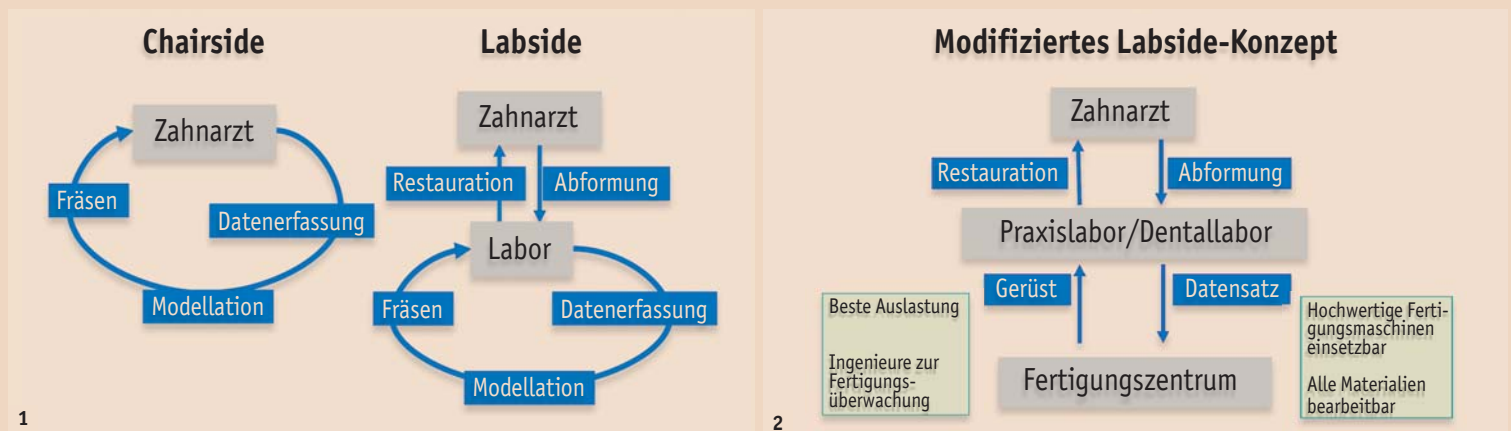 Chairside
Zahnarzt
Fräsen
Datenerfassung
Modellation
Labside
Zahnarzt
Restauration
Abformung
Labor
Fräsen
Datenerfassung
Modellation
1
Modifiziertes Labside-Konzept
Zahnarzt
Restauration
Abformung
Praxislabor/Dentallabor
Gerüst
Datensatz
Beste Auslastung
Ingenieure zur
Fertigungs-
überwachung
Fertigungszentrum
Hochwertige Ferti-
gungsmaschinen
einsetzbar
Alle Materialien
bearbeitbar
2